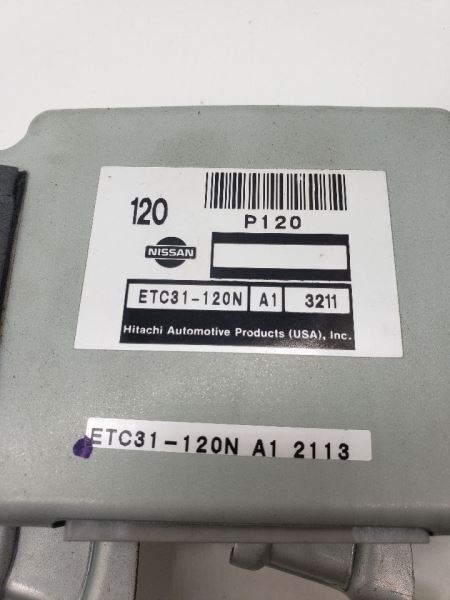 120
P120
NISSAN
ETC31-120N A1 3211
Hitachi Automotive Products (USA), Inc.
ETC31-120N A1 2113